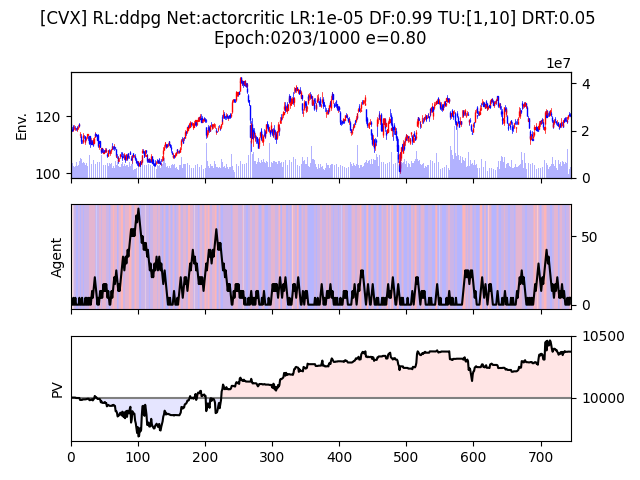 [CVX] RL:ddpg Net:actorcritic LR:1e-05 DF:0.99 TU:[1,10] DRT:0.05
Epoch:0203/1000 e=0.80
1e7
Env.
120
100
4
2
0
Agent
50
0
PV
10500
10000
0 100 200 300 400 500 600 700